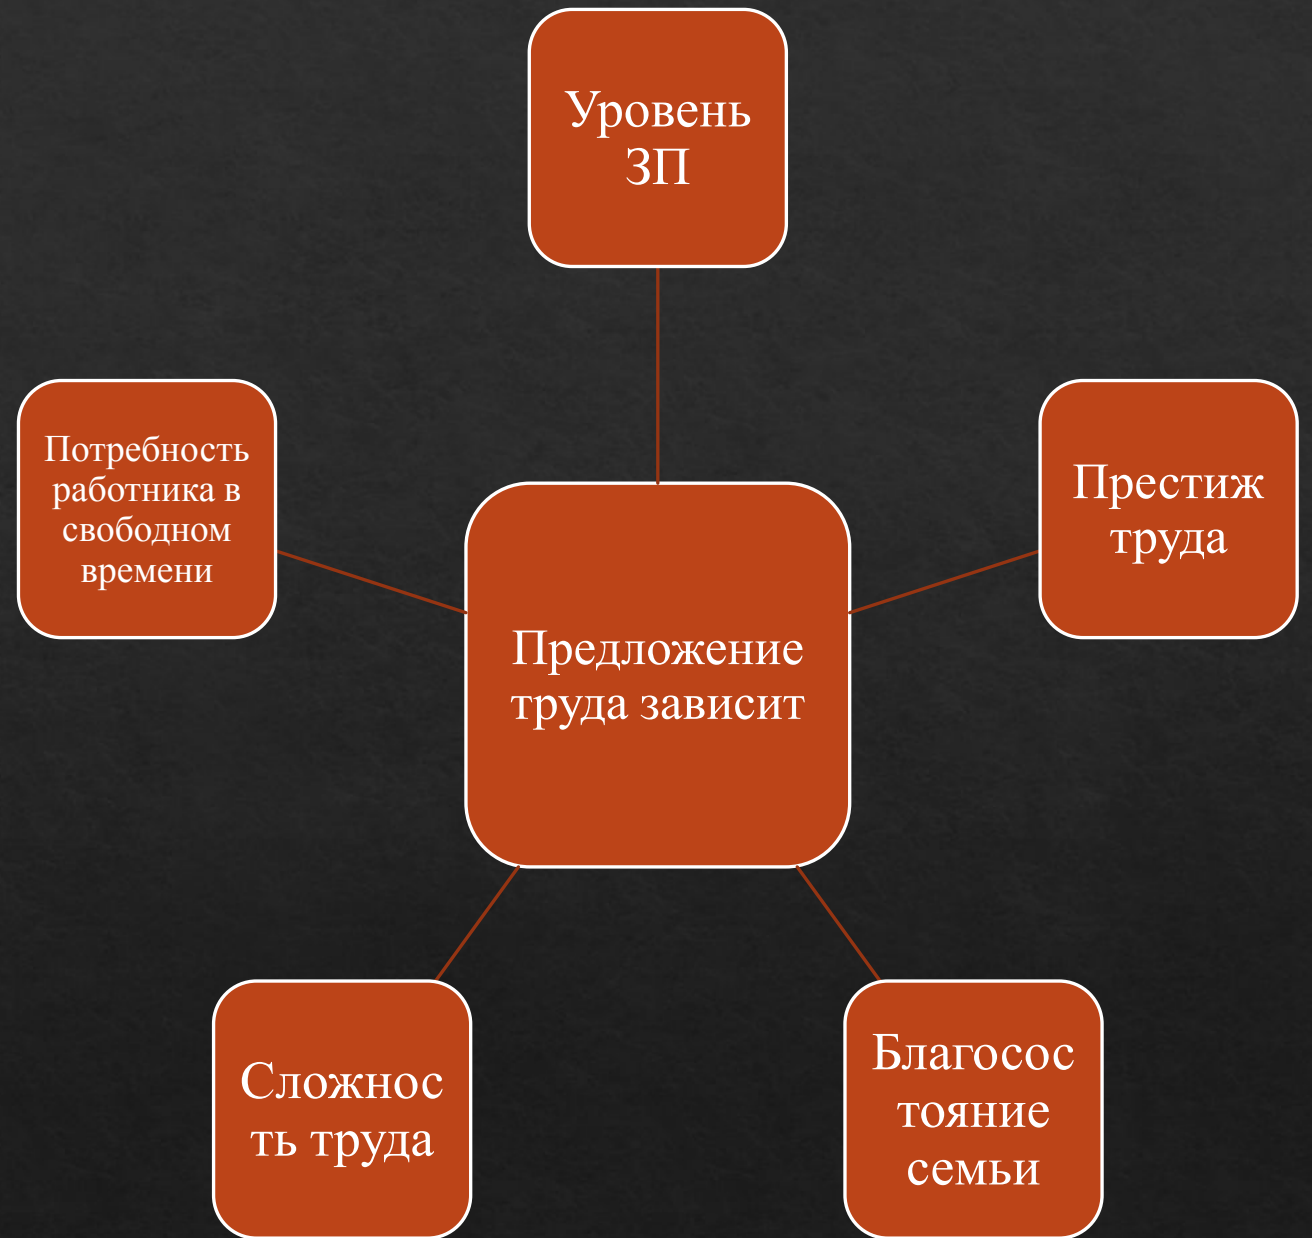 Уровень
ЗП
Потребность
работника в
свободном
времени
Престиж
труда
Предложение
труда зависит
Сложнос
ть труда
Благосос
тояние
семьи